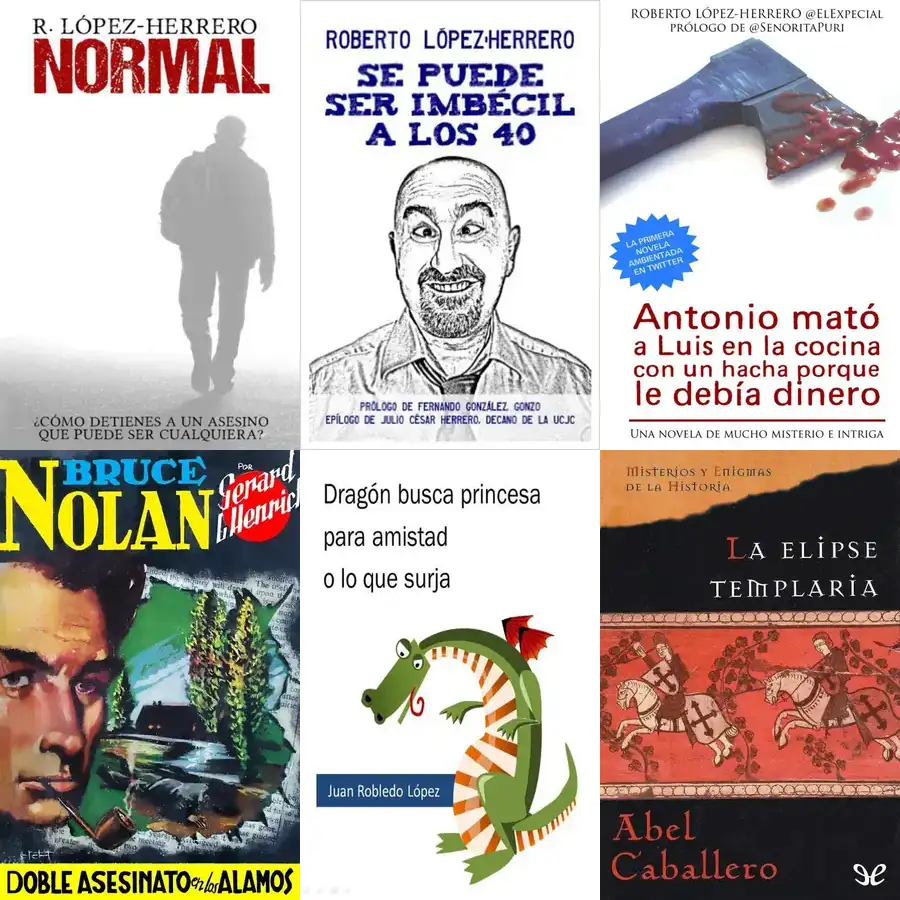 R. LÓPEZ-HERRERO
NORMAL
¿CÓMO DETIENES A UN ASESINO
QUE PUEDE SER CUALQUIERA?
ROBERTO LÓPEZ-HERRERO
SE PUEDE
SER IMBÉCIL
A LOS 40
PRÓLOGO DE FERNANDO GONZÁLEZ, GONZO
EPÍLOGO DE JULIO CÉSAR HERRERO, DECANO DE LA UCJC
ROBERTO LÓPEZ-HERRERO @ELEXPECIAL
PRÓLOGO DE @SENORITAPURI
LA PRIMERA
NOVELA
AMBIENTADA
EN TWITTER
Antonio mató
a Luis en la cocina
con un hacha porque
le debía dinero
UNA NOVELA DE MUCHO MISTERIO E INTRIGA
BRUCE
NOLAN
POR
Gerard
L'Henrich
DOBLE ASESINATO en los ALAMOS
Dragón busca princesa
para amistad
o lo que surja
Juan Robledo López
MISTERIOS Y ENIGMAS
DE LA HISTORIA
LA ELIPSE
TEMPLARIA
Abel
Caballero